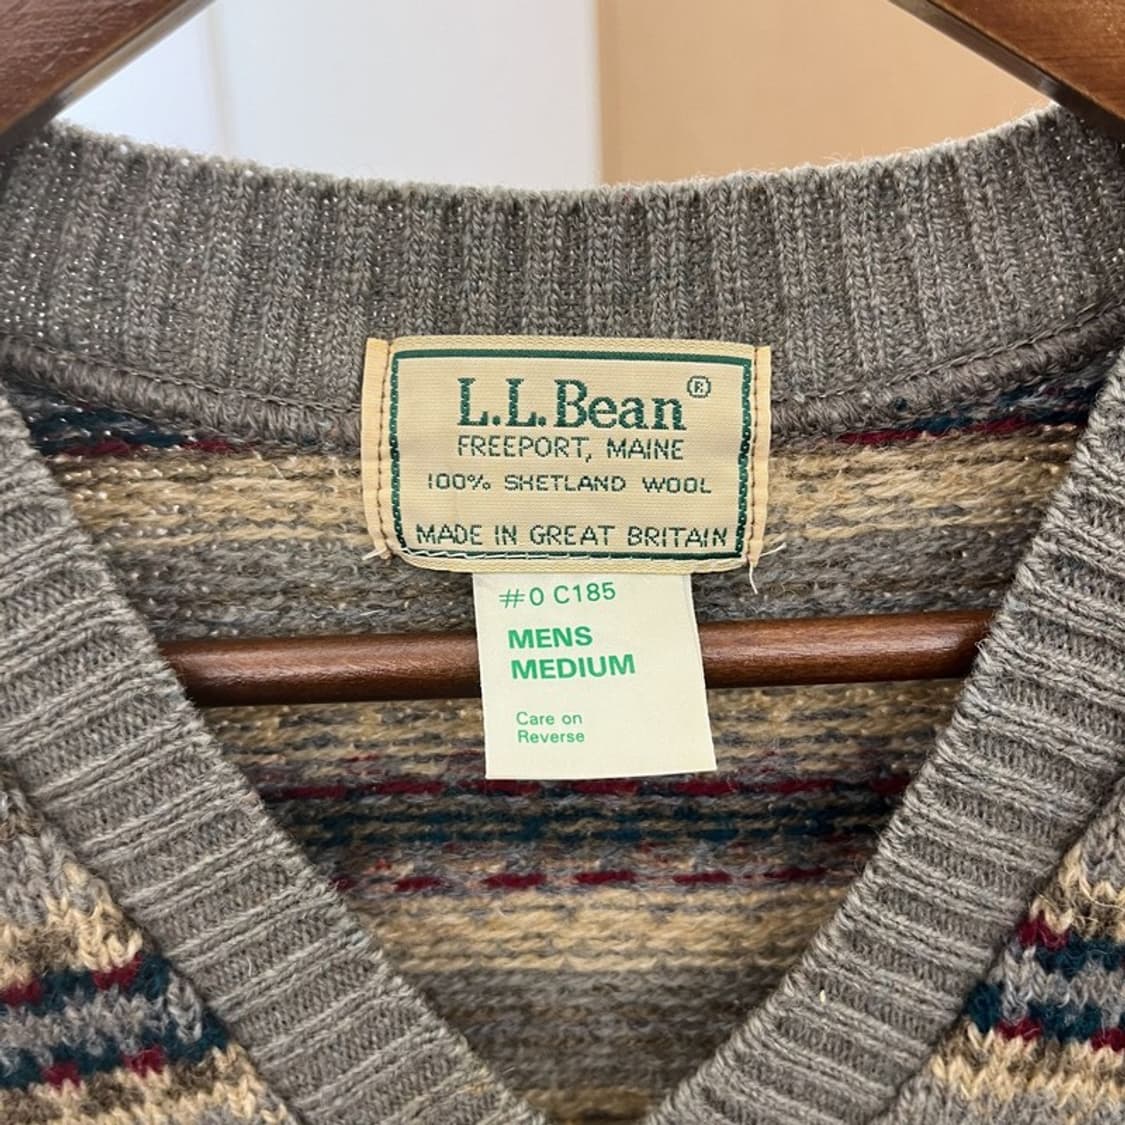 L.L.Bean®
FREEPORT, MAINE
100% SHETLAND WOOL
MADE IN GREAT BRITAIN
#0 C185
MENS
MEDIUM
Care on
Reverse